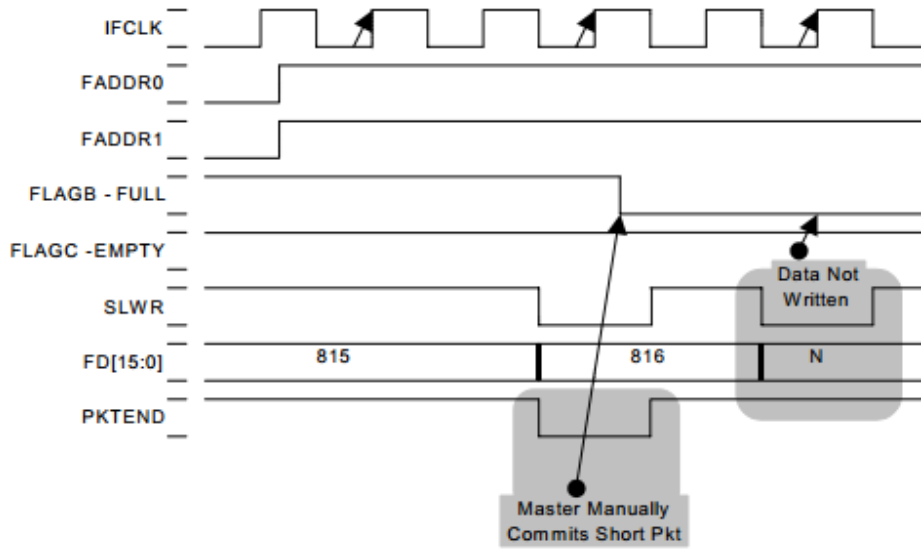 IFCLK
FADDR0
FADDR1
FLAGB - FULL
FLAGC -EMPTY
Data Not
Written
SLWR
FD[15:0]
815
816
N
PKTEND
Master Manually
Commits Short Pkt